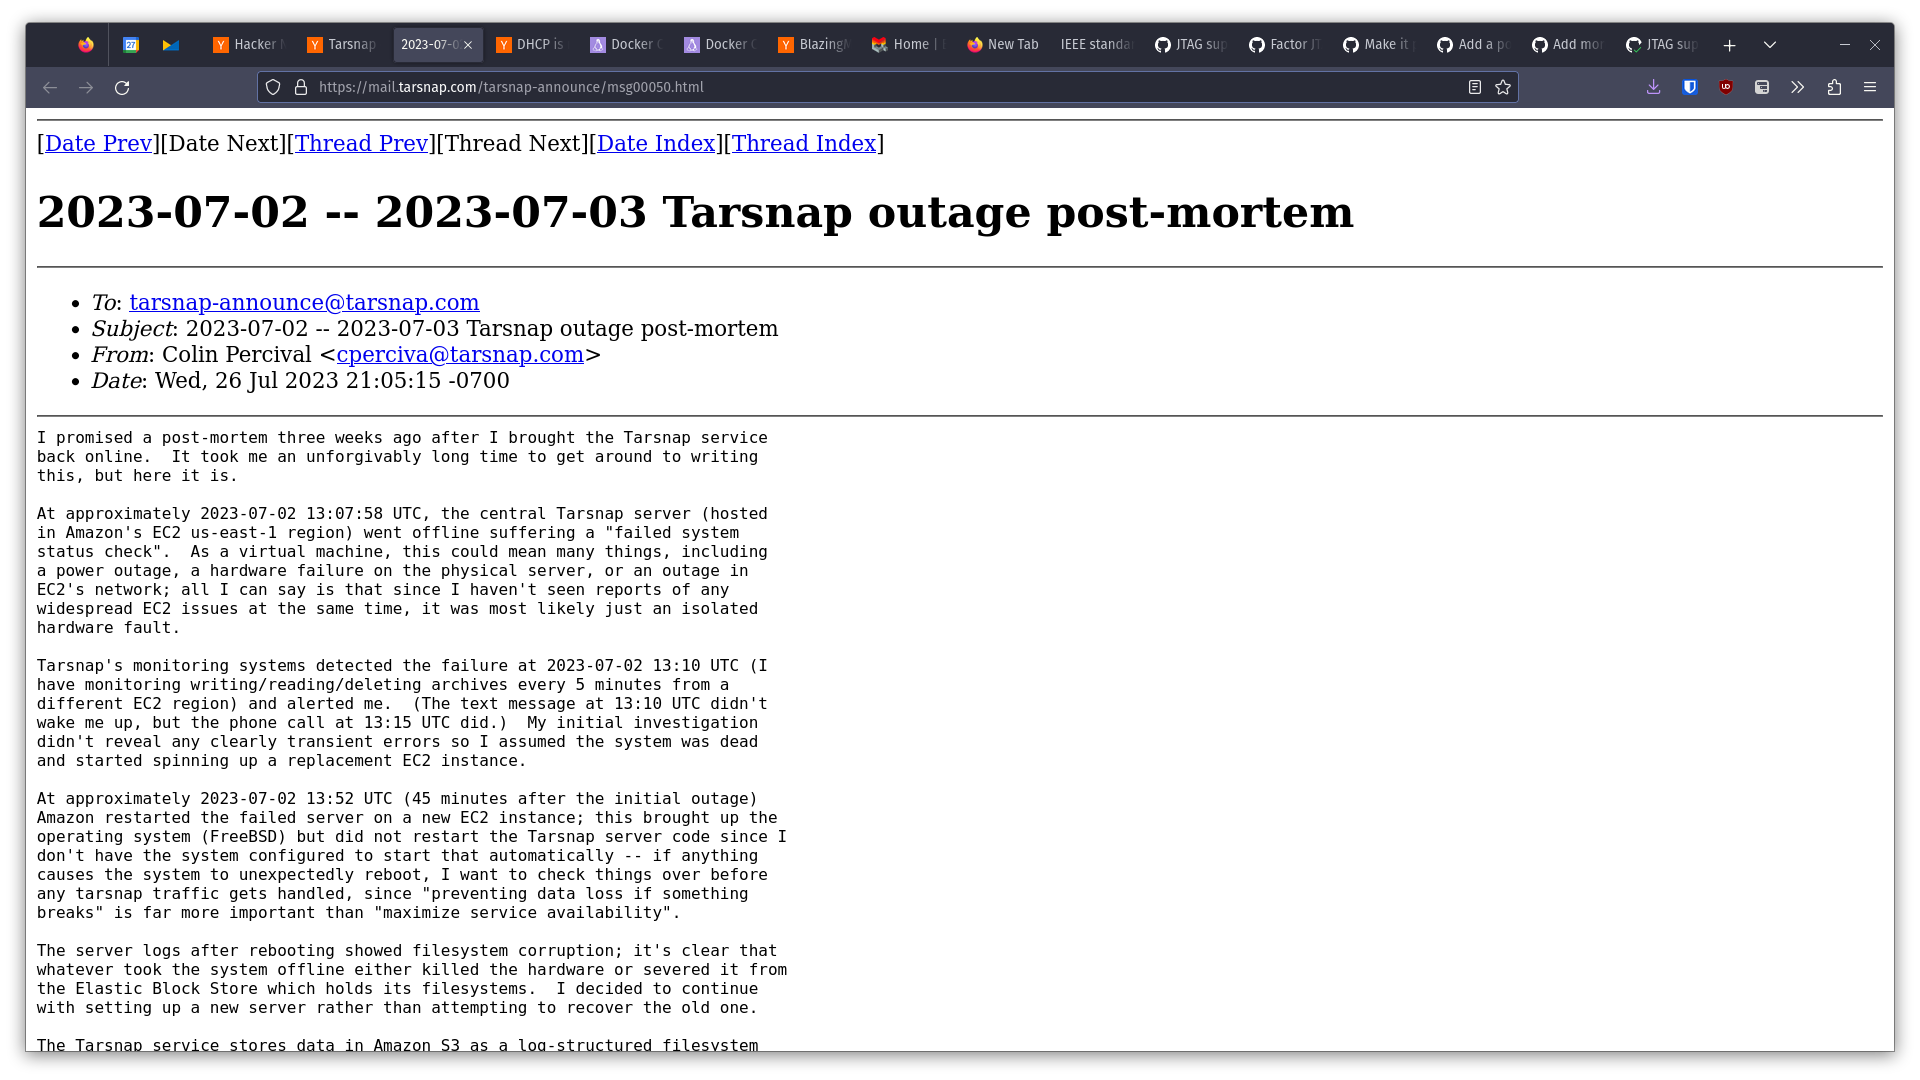 27
Hacker
Tarsnap
2023-07-0
DHCP is
Docker
Docker
Blazing
Home |
New Tab
IEEE standa
JTAG sup
Factor JT
Make it
Add a po
Add mor
JTAG sup
https://mail.tarsnap.com/tarsnap-announce/msg00050.html
[Date Prev][Date Next][Thread Prev][Thread Next][Date Index][Thread Index]
2023-07-02 -- 2023-07-03 Tarsnap outage post-mortem
To: tarsnap-announce@tarsnap.com
Subject: 2023-07-02 -- 2023-07-03 Tarsnap outage post-mortem
From: Colin Percival <cperciva@tarsnap.com>
Date: Wed, 26 Jul 2023 21:05:15 -0700
I promised a post-mortem three weeks ago after I brought the Tarsnap service
back online.  It took me an unforgivably long time to get around to writing
this, but here it is.
At approximately 2023-07-02 13:07:58 UTC, the central Tarsnap server (hosted
in Amazon's EC2 us-east-1 region) went offline suffering a "failed system
status check".  As a virtual machine, this could mean many things, including
a power outage, a hardware failure on the physical server, or an outage in
EC2's network; all I can say is that since I haven't seen reports of any
widespread EC2 issues at the same time, it was most likely just an isolated
hardware fault.
Tarsnap's monitoring systems detected the failure at 2023-07-02 13:10 UTC (I
have monitoring writing/reading/deleting archives every 5 minutes from a
different EC2 region) and alerted me.  (The text message at 13:10 UTC didn't
wake me up, but the phone call at 13:15 UTC did.)  My initial investigation
didn't reveal any clearly transient errors so I assumed the system was dead
and started spinning up a replacement EC2 instance.
At approximately 2023-07-02 13:52 UTC (45 minutes after the initial outage)
Amazon restarted the failed server on a new EC2 instance; this brought up the
operating system (FreeBSD) but did not restart the Tarsnap server code since I
don't have the system configured to start that automatically -- if anything
causes the system to unexpectedly reboot, I want to check things over before
any tarsnap traffic gets handled, since "preventing data loss if something
breaks" is far more important than "maximize service availability".
The server logs after rebooting showed filesystem corruption; it's clear that
whatever took the system offline either killed the hardware or severed it from
the Elastic Block Store which holds its filesystems.  I decided to continue
with setting up a new server rather than attempting to recover the old one.
The Tarsnap service stores data in Amazon S3 as a log-structured filesystem